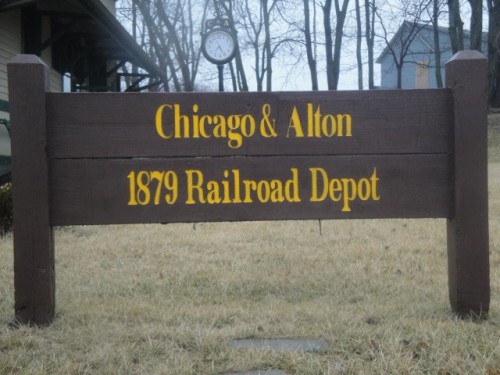 Chicago & Alton
1879 Railroad Depot